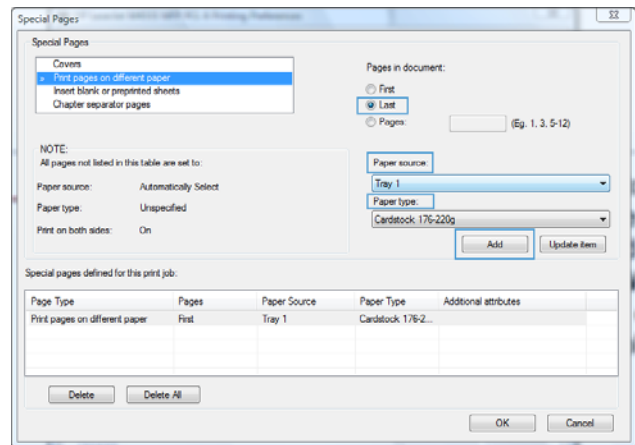 Special Pages
Special Pages
Covers
Print pages on different paper
Insert blank or preprinted sheets
Chapter separator pages
Pages in document:
First
Last
Pages: (Eg. 1, 3, 5-12)
NOTE:
All pages not listed in this table are set to:
Paper source: Automatically Select
Paper type: Unspecified
Print on both sides: On
Paper source:
Tray 1
Paper type:
Cardstock 176-220g
Add Update item
Special pages defined for this print job:
Page Type Pages Paper Source Paper Type Additional attributes
Print pages on different paper First Tray 1 Cardstock 176-2...
Delete Delete All
OK Cancel